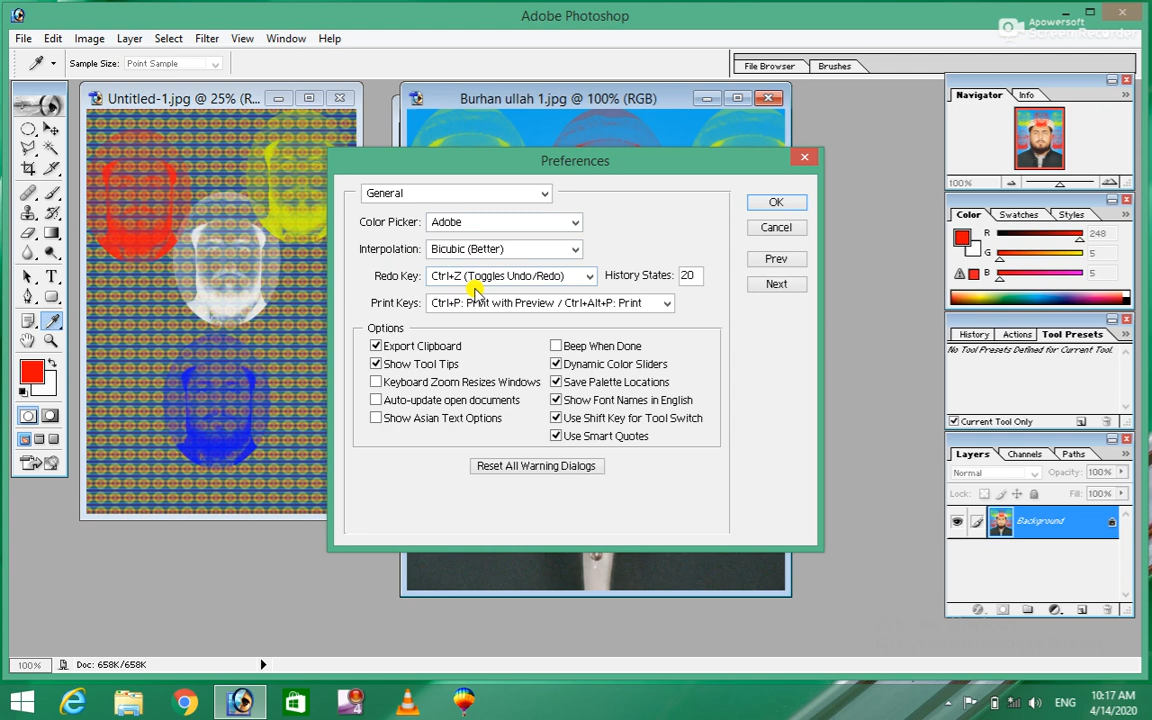 Adobe Photoshop
Apowersoft
Screen Recorder
File Edit Image Layer Select Filter View Window Help
Sample Size: Point Sample
File Browser Brushes
Untitled-1.jpg @ 25% (R...
Burhan ullah 1.jpg @ 100% (RGB)
Navigator Info
100%
Preferences
General
OK
Color Picker: Adobe
Cancel
Interpolation: Bicubic (Better)
Prev
Redo Key: Ctrl+Z (Toggles Undo/Redo) History States: 20
Next
Print Keys: Ctrl+P: Print with Preview / Ctrl+Alt+P: Print
Options
Export Clipboard Beep When Done
Show Tool Tips Dynamic Color Sliders
Keyboard Zoom Resizes Windows Save Palette Locations
Auto-update open documents Show Font Names in English
Show Asian Text Options Use Shift Key for Tool Switch
Use Smart Quotes
Reset All Warning Dialogs
Color Swatches Styles
R 248
G 5
B 5
History Actions Tool Presets
No Tool Presets Defined for Current Tool.
Current Tool Only
Layers Channels Paths
Normal Opacity: 100%
Lock: Fill: 100%
Background
100% Doc: 658K/658K
ENG
10:17 AM
4/14/2020